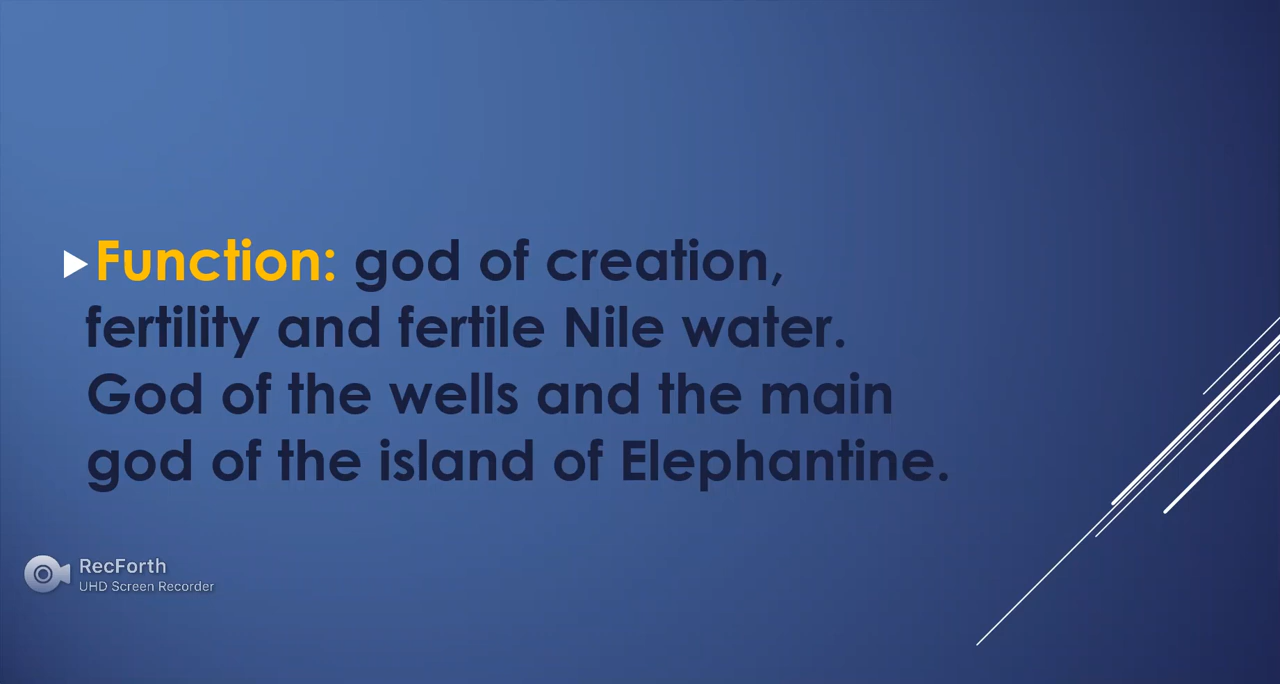 Function: god of creation,
fertility and fertile Nile water.
God of the wells and the main
god of the island of Elephantine.
RecForth
UHD Screen Recorder